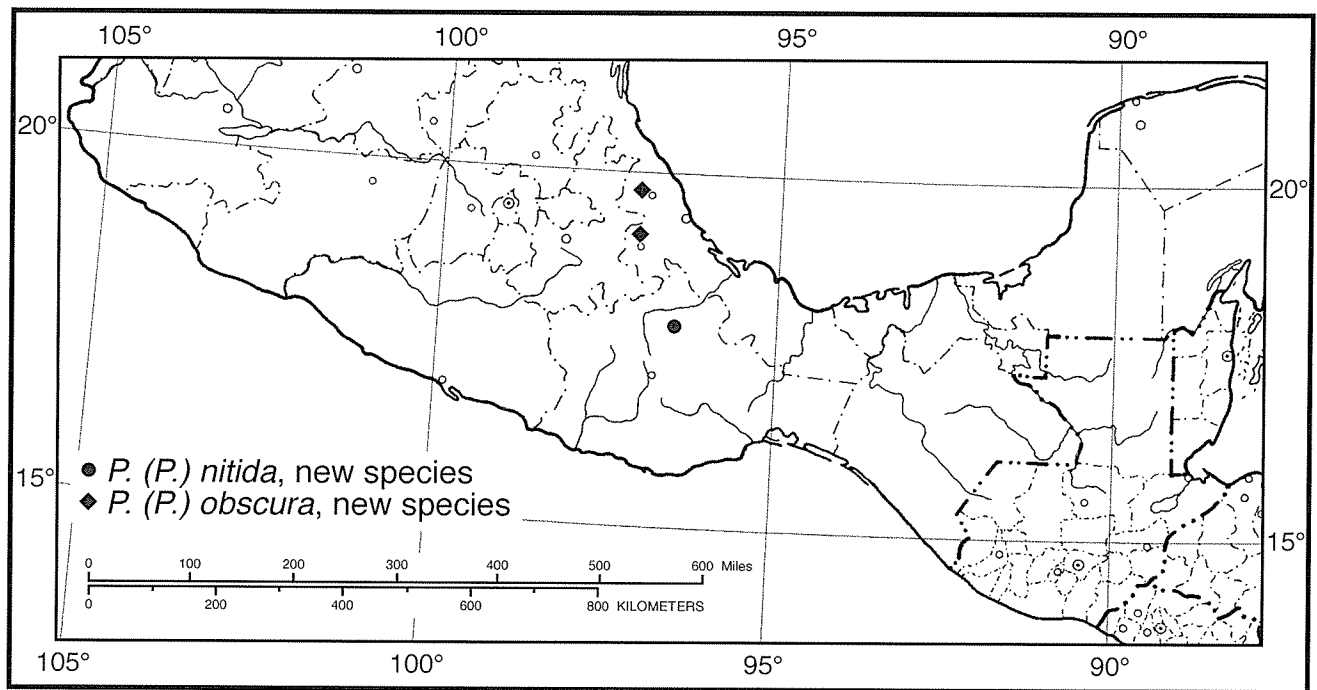 105° 100° 95° 90°
20° 20°
15° 15°
P. (P.) nitida, new species
P. (P.) obscura, new species
0 100 200 300 400 500 600 Miles
0 200 400 600 800 KILOMETERS
105° 100° 95° 90°